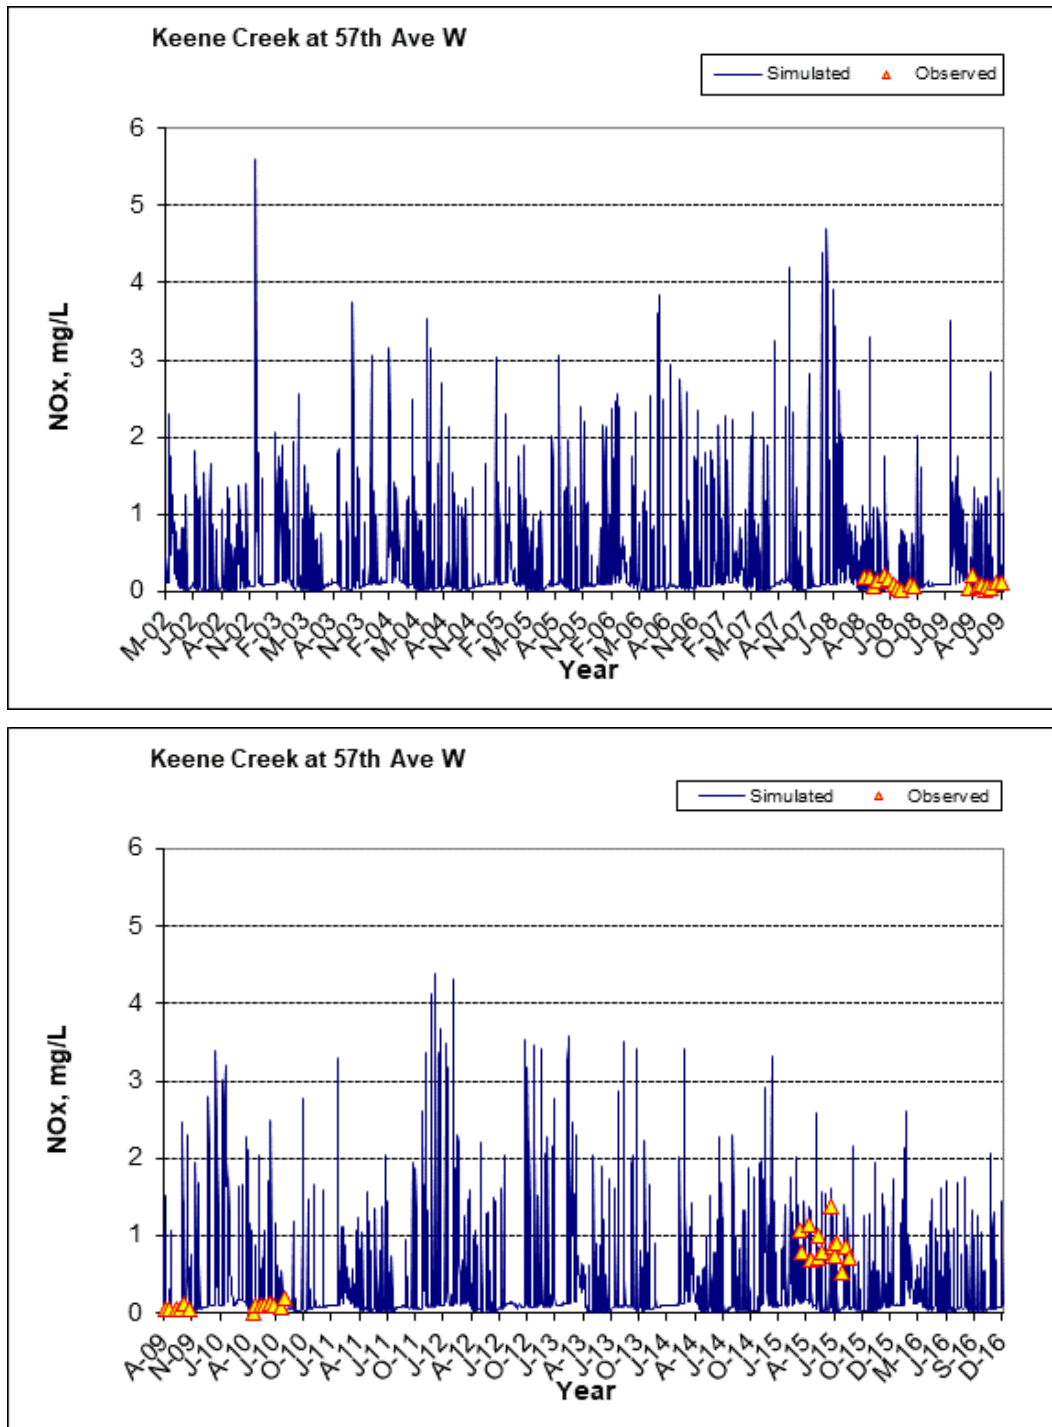 Keene Creek at 57th Ave W
Simulated Observed
6
5
4
3
2
1
0
NOx, mg/L
M-02 J-02 A-02 N-02 F-03 M-03 A-03 N-03 F-04 M-04 A-04 N-04 F-05 M-05 A-05 N-05 F-06 M-06 A-06 N-06 F-07 M-07 A-07 N-07 J-08 A-08 J-08 O-08 J-09 A-09 J-09
Year
Keene Creek at 57th Ave W
Simulated Observed
6
5
4
3
2
1
0
NOx, mg/L
A-09 N-09 J-10 A-10 J-10 O-10 J-11 A-11 J-11 O-11 J-12 A-12 J-12 O-12 J-13 A-13 J-13 O-13 J-14 A-14 J-14 O-14 J-15 A-15 J-15 O-15 D-15 M-16 J-16 S-16 D-16
Year